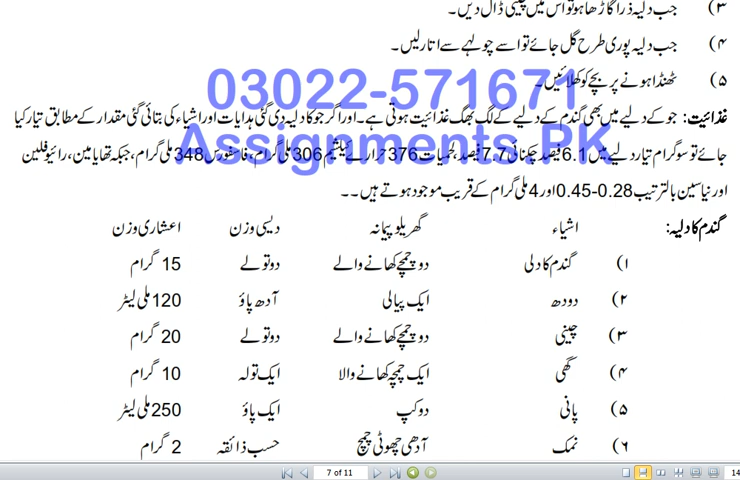 ۳) جب دلیہ ذرا گاڑھا ہو تو اس میں چینی ڈال دیں۔
۴) جب دلیہ پوری طرح گل جائے تو اسے چولہے سے اتار لیں۔
۵) ٹھنڈا ہونے پر بچے کو کھلائیں۔
03022-571671
غذائیت: جو کے دلیے میں بھی گندم کے دلیے کے لگ بھگ غذائیت ہوتی ہے۔ اور اگر جو کا دلیہ دی گئی ہدایات اور اشیاء کی بتائی گئی مقدار کے مطابق تیار کیا
Assignments.PK
جائے تو سو گرام تیار دلیے میں 6.1 فیصد چکنائی 7.7 فیصد لحمیات 376 حرارے کیلشیم 306 ملی گرام، فاسفورس 348 ملی گرام، جبکہ تھایامین، رائبوفلین
اور نیاسین بالترتیب 0.28-0.45 اور 4 ملی گرام کے قریب موجود ہوتے ہیں۔۔
گندم کا دلیہ: اشیاء گھریلو پیمانہ دیسی وزن اعشاری وزن
۱) گندم کا دلی دو چمچے کھانے والے دو تولے 15 گرام
۲) دودھ ایک پیالی آدھ پاؤ 120 ملی لیٹر
۳) چینی دو چمچے کھانے والے دو تولے 20 گرام
۴) گھی ایک چمچہ کھانے والا ایک تولہ 10 گرام
۵) پانی دو کپ ایک پاؤ 250 ملی لیٹر
۶) نمک آدھی چھوٹی چمچ حسب ذائقہ 2 گرام
7 of 11
14